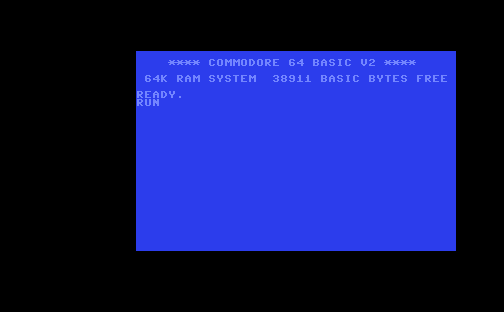 **** COMMODORE 64 BASIC V2 ****
64K RAM SYSTEM  38911 BASIC BYTES FREE
READY.
RUN